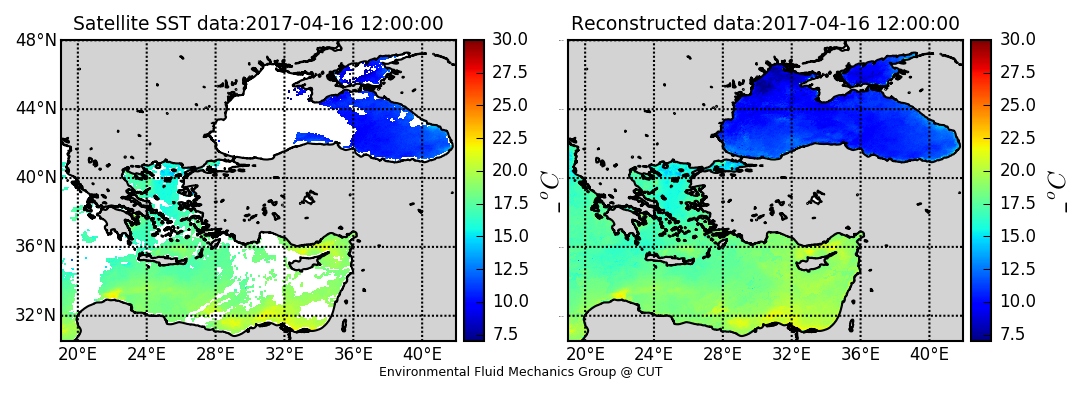 Satellite SST data:2017-04-16 12:00:00
Reconstructed data:2017-04-16 12:00:00
48°N
44°N
40°N
36°N
32°N
20°E 24°E 28°E 32°E 36°E 40°E
30.0
27.5
25.0
22.5
20.0
17.5
15.0
12.5
10.0
7.5
_ °C
20°E 24°E 28°E 32°E 36°E 40°E
30.0
27.5
25.0
22.5
20.0
17.5
15.0
12.5
10.0
7.5
_ °C
Environmental Fluid Mechanics Group @ CUT